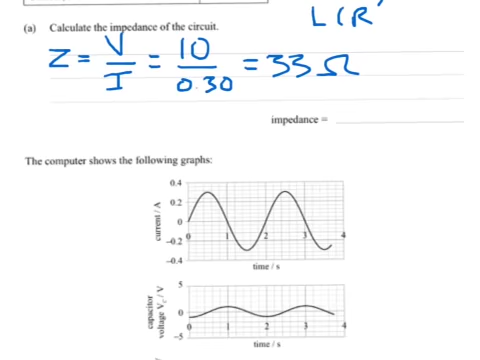 LCR
(a) Calculate the impedance of the circuit.
Z = V/I = 10/0.30 = 33 Ω
impedance =
The computer shows the following graphs:
current / A
0.4
0.2
0
−0.2
−0.4
0 1 2 3 4
time / s
capacitor
voltage V / V
5
0
−5
0 1 2 3 4
time / s